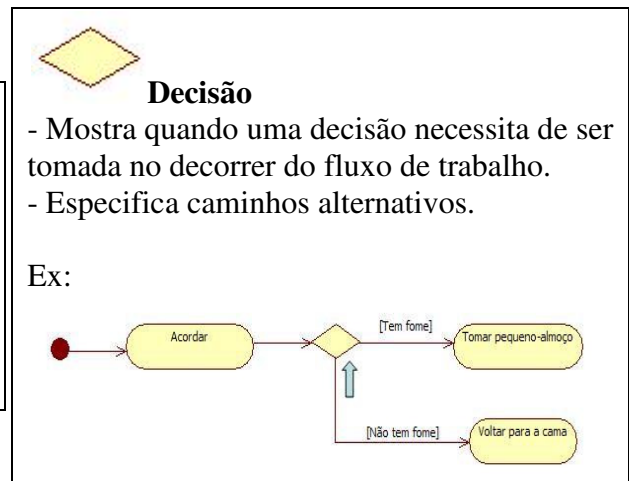 Decisão
- Mostra quando uma decisão necessita de ser
tomada no decorrer do fluxo de trabalho.
- Especifica caminhos alternativos.
Ex:
Acordar
[Tem fome]
Tomar pequeno-almoço
[Não tem fome]
Voltar para a cama